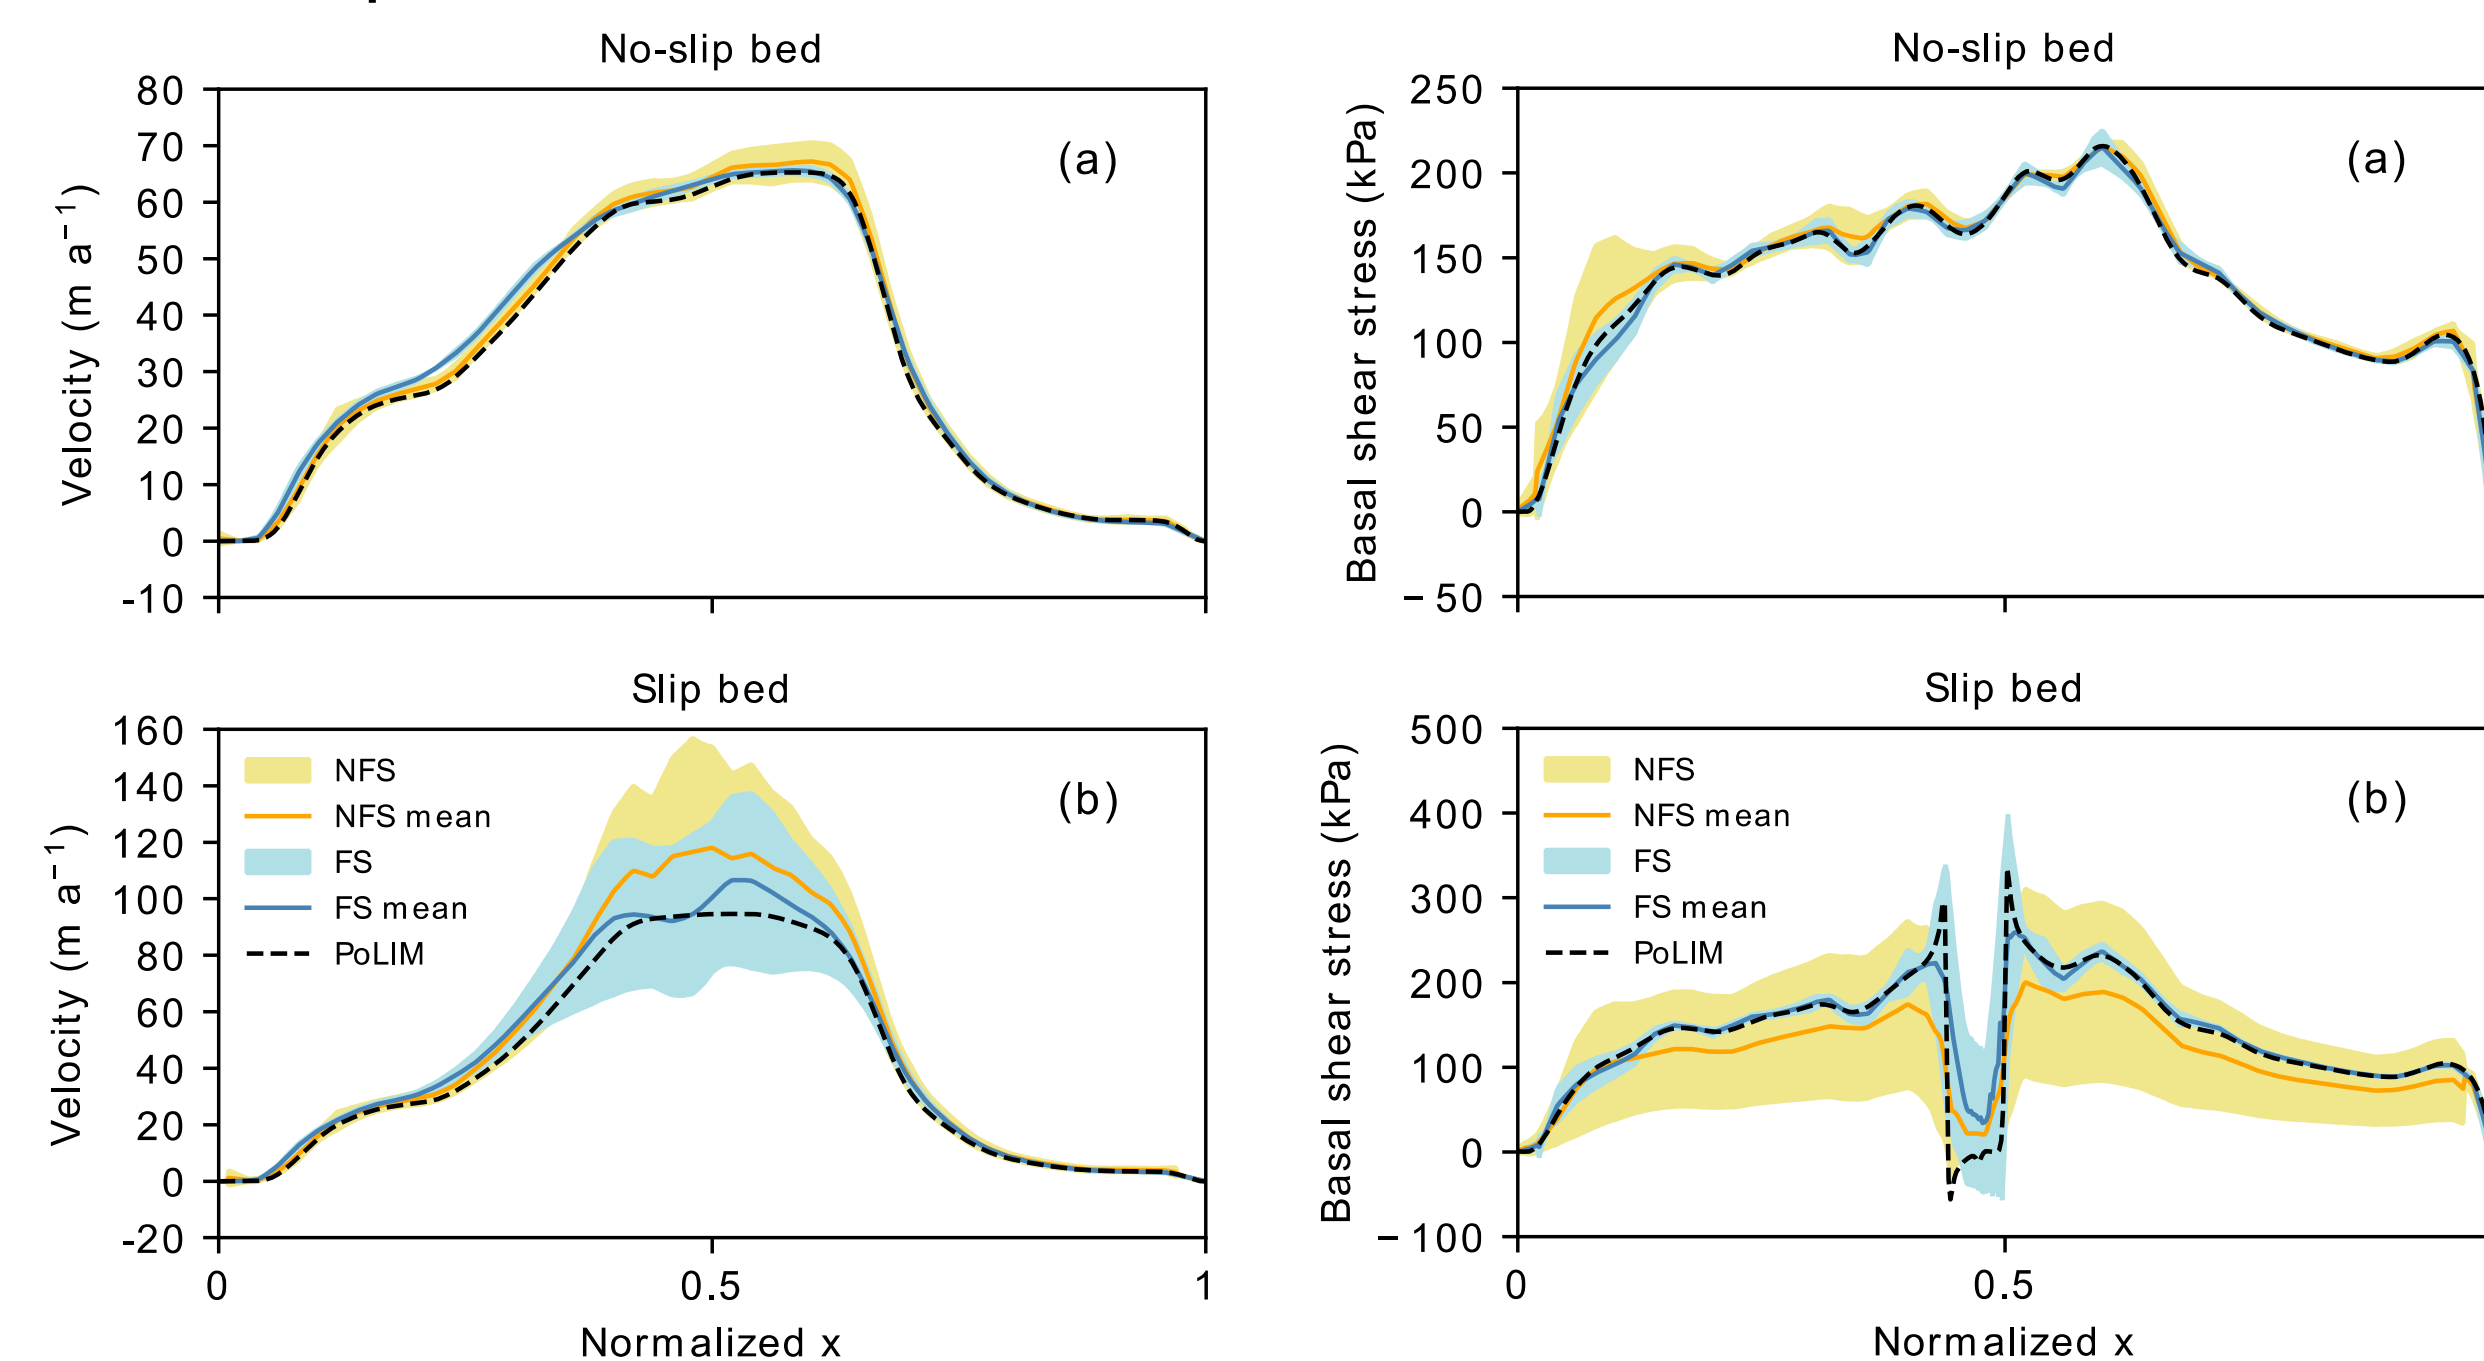 No-slip bed
80
70
60
50
40
30
20
10
0
-10
Velocity (m a⁻¹)
(a)
Slip bed
160
140
120
100
80
60
40
20
0
-20
Velocity (m a⁻¹)
NFS
NFS mean
FS
FS mean
PoLIM
(b)
0 0.5 1
Normalized x
No-slip bed
250
200
150
100
50
0
−50
Basal shear stress (kPa)
(a)
Slip bed
500
400
300
200
100
0
−100
Basal shear stress (kPa)
NFS
NFS mean
FS
FS mean
PoLIM
(b)
0 0.5
Normalized x